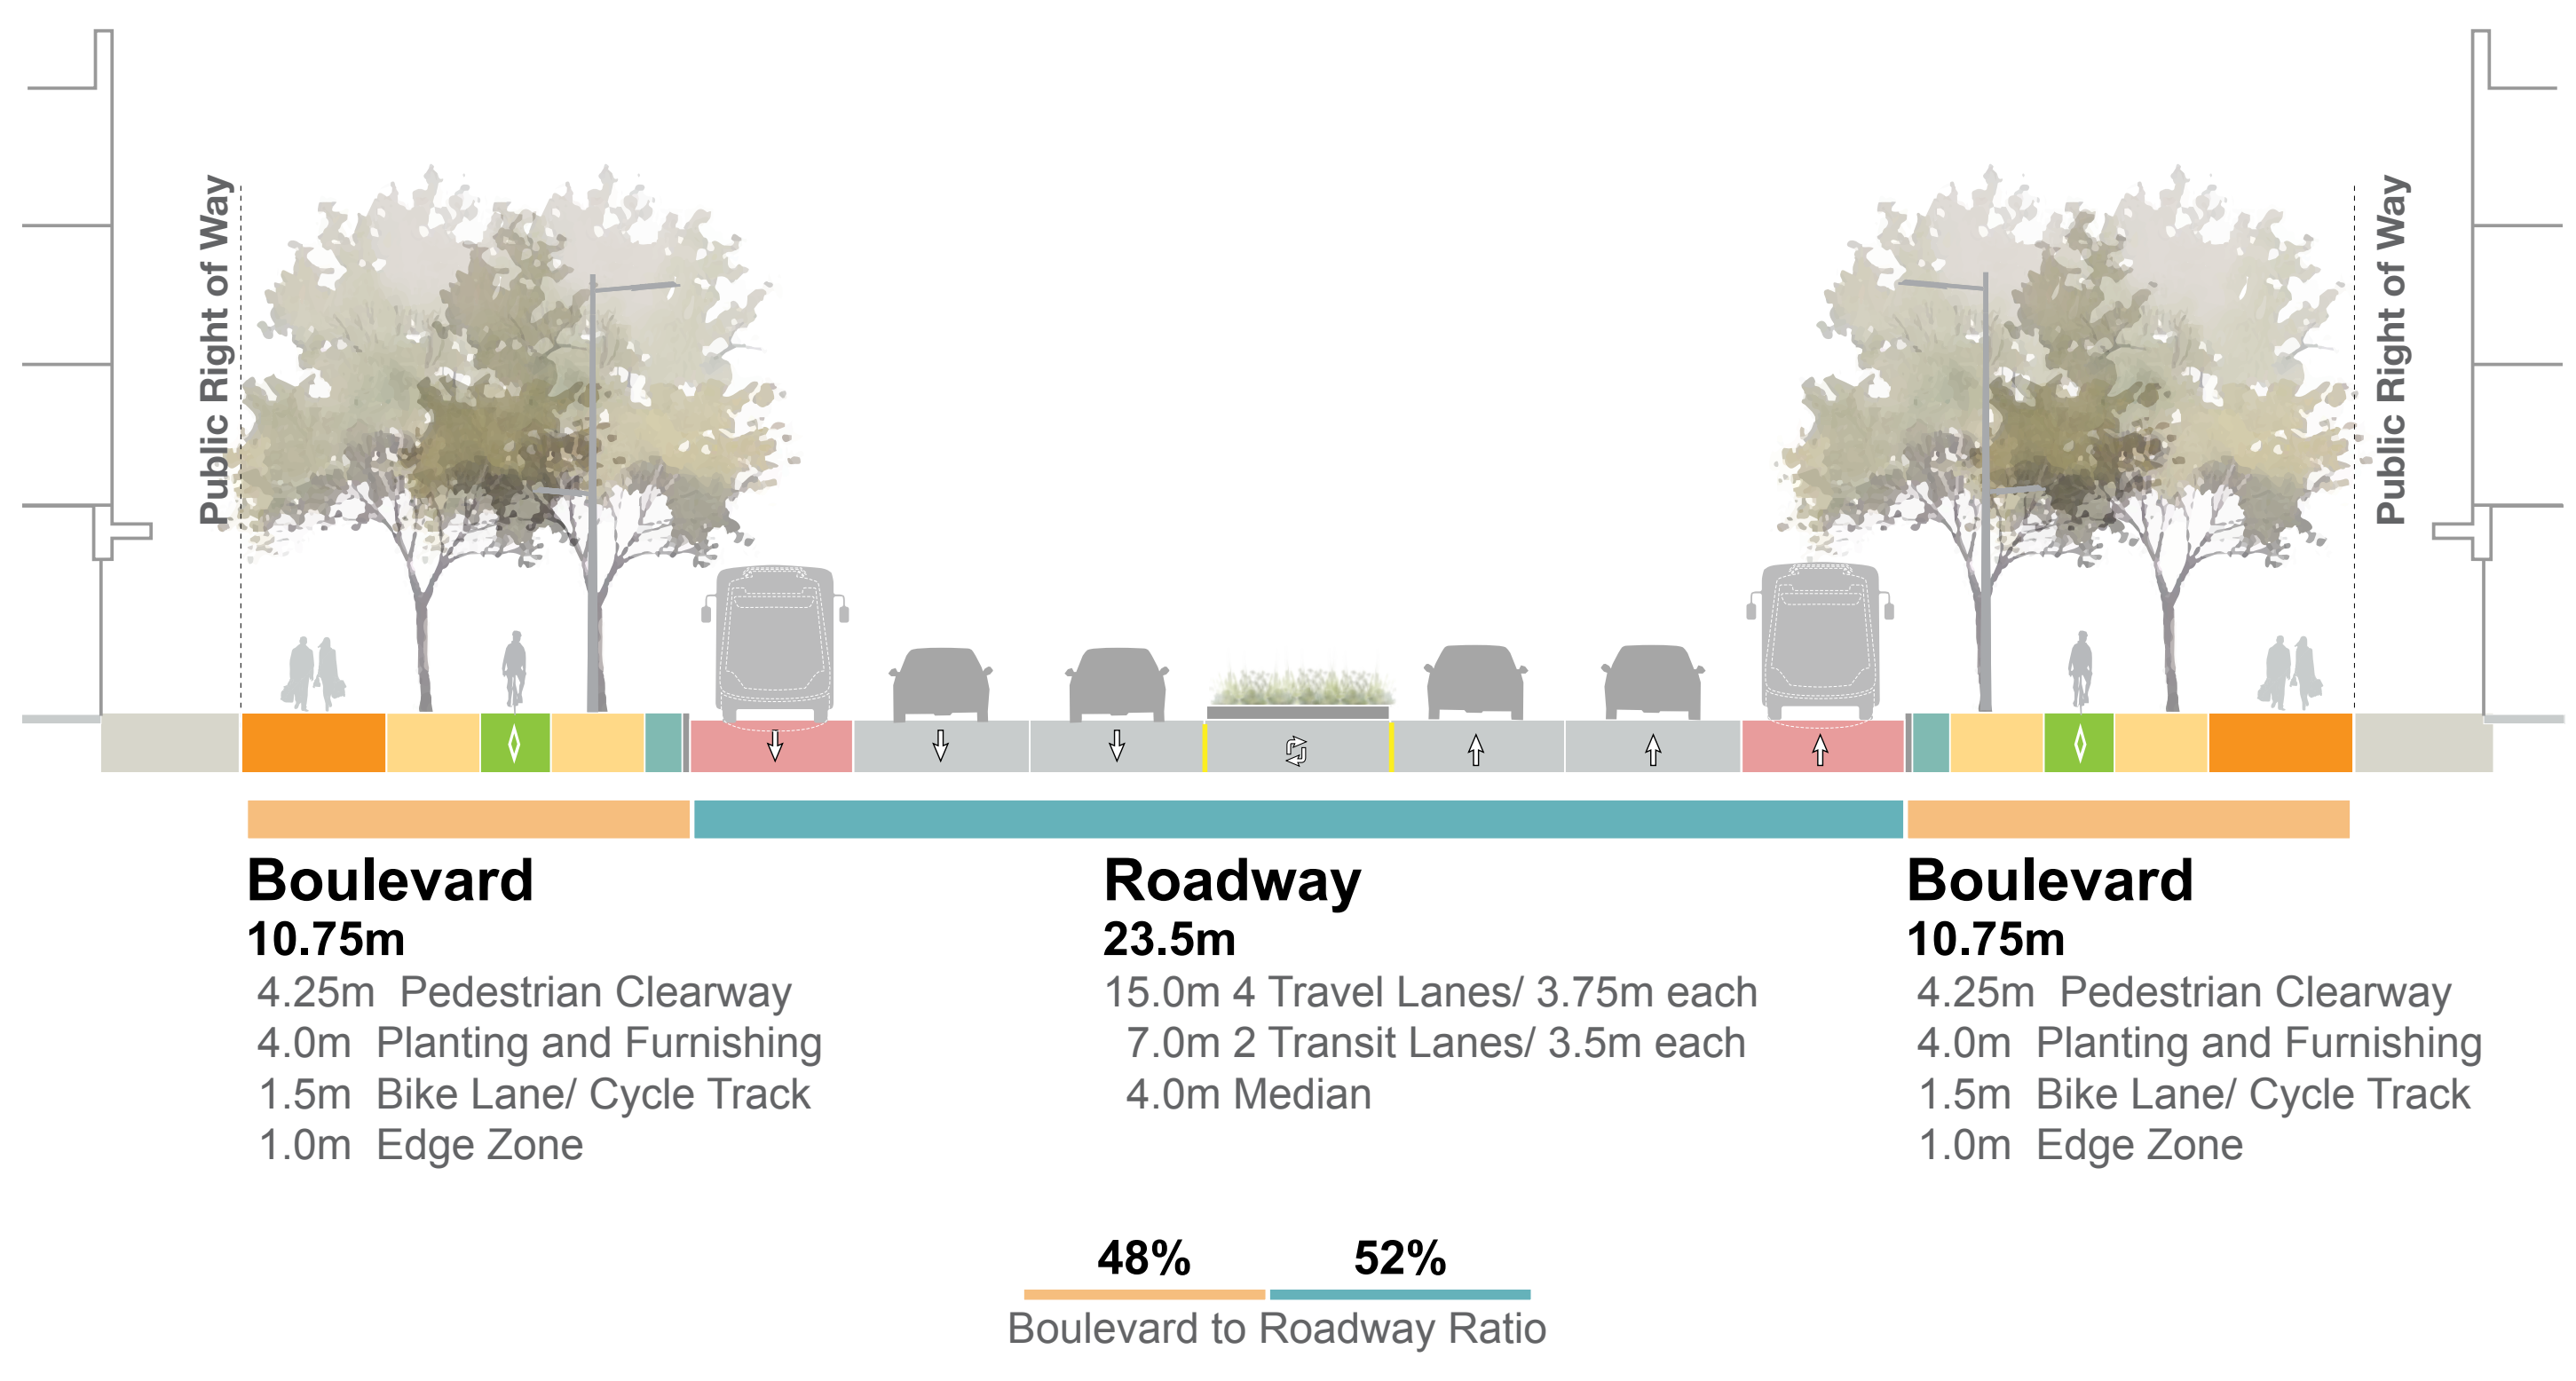 Public Right of Way
Public Right of Way
Boulevard
10.75m
4.25m Pedestrian Clearway
4.0m Planting and Furnishing
1.5m Bike Lane/ Cycle Track
1.0m Edge Zone
Roadway
23.5m
15.0m 4 Travel Lanes/ 3.75m each
7.0m 2 Transit Lanes/ 3.5m each
4.0m Median
Boulevard
10.75m
4.25m Pedestrian Clearway
4.0m Planting and Furnishing
1.5m Bike Lane/ Cycle Track
1.0m Edge Zone
48% 52%
Boulevard to Roadway Ratio